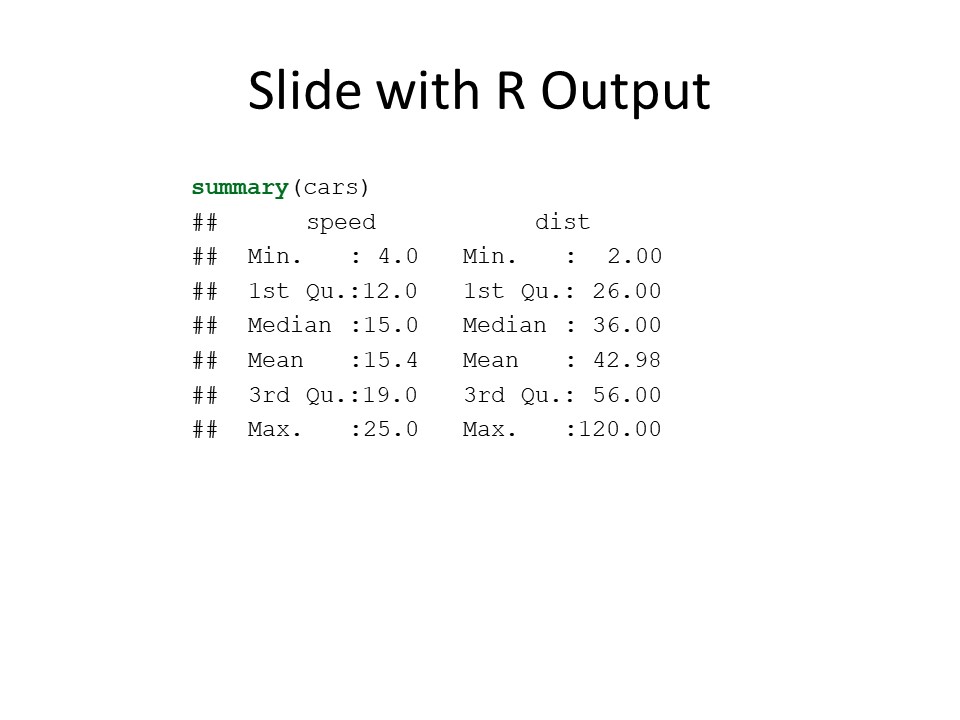 Slide with R Output
summary(cars)
##      speed           dist
## Min.   : 4.0   Min.   :  2.00
## 1st Qu.:12.0   1st Qu.: 26.00
## Median :15.0   Median : 36.00
## Mean   :15.4   Mean   : 42.98
## 3rd Qu.:19.0   3rd Qu.: 56.00
## Max.   :25.0   Max.   :120.00